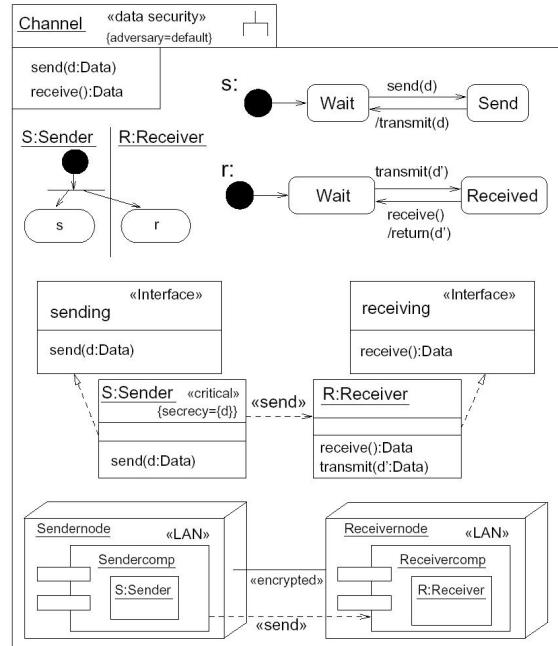 Channel «data security»
{adversary=default}
send(d:Data)
receive():Data
s:
Wait
send(d)
/transmit(d)
Send
S:Sender
R:Receiver
s
r
r:
Wait
transmit(d')
receive()
/return(d')
Received
«Interface»
sending
send(d:Data)
«Interface»
receiving
receive():Data
S:Sender «critical»
{secrecy={d}}
send(d:Data)
«send»
R:Receiver
receive():Data
transmit(d':Data)
Sendernode
«LAN»
Sendercomp
S:Sender
«encrypted»
«send»
Receivernode
«LAN»
Receivercomp
R:Receiver